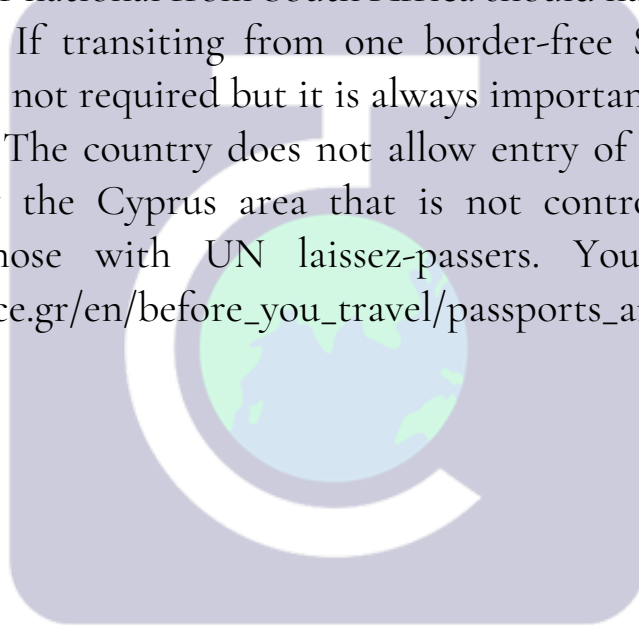 national from South Africa should
If transiting from one border-free
not required but it is always importan
The country does not allow entry of
the Cyprus area that is not contro
with UN laissez-passers. You
ce.gr/en/before_you_travel/passports_a